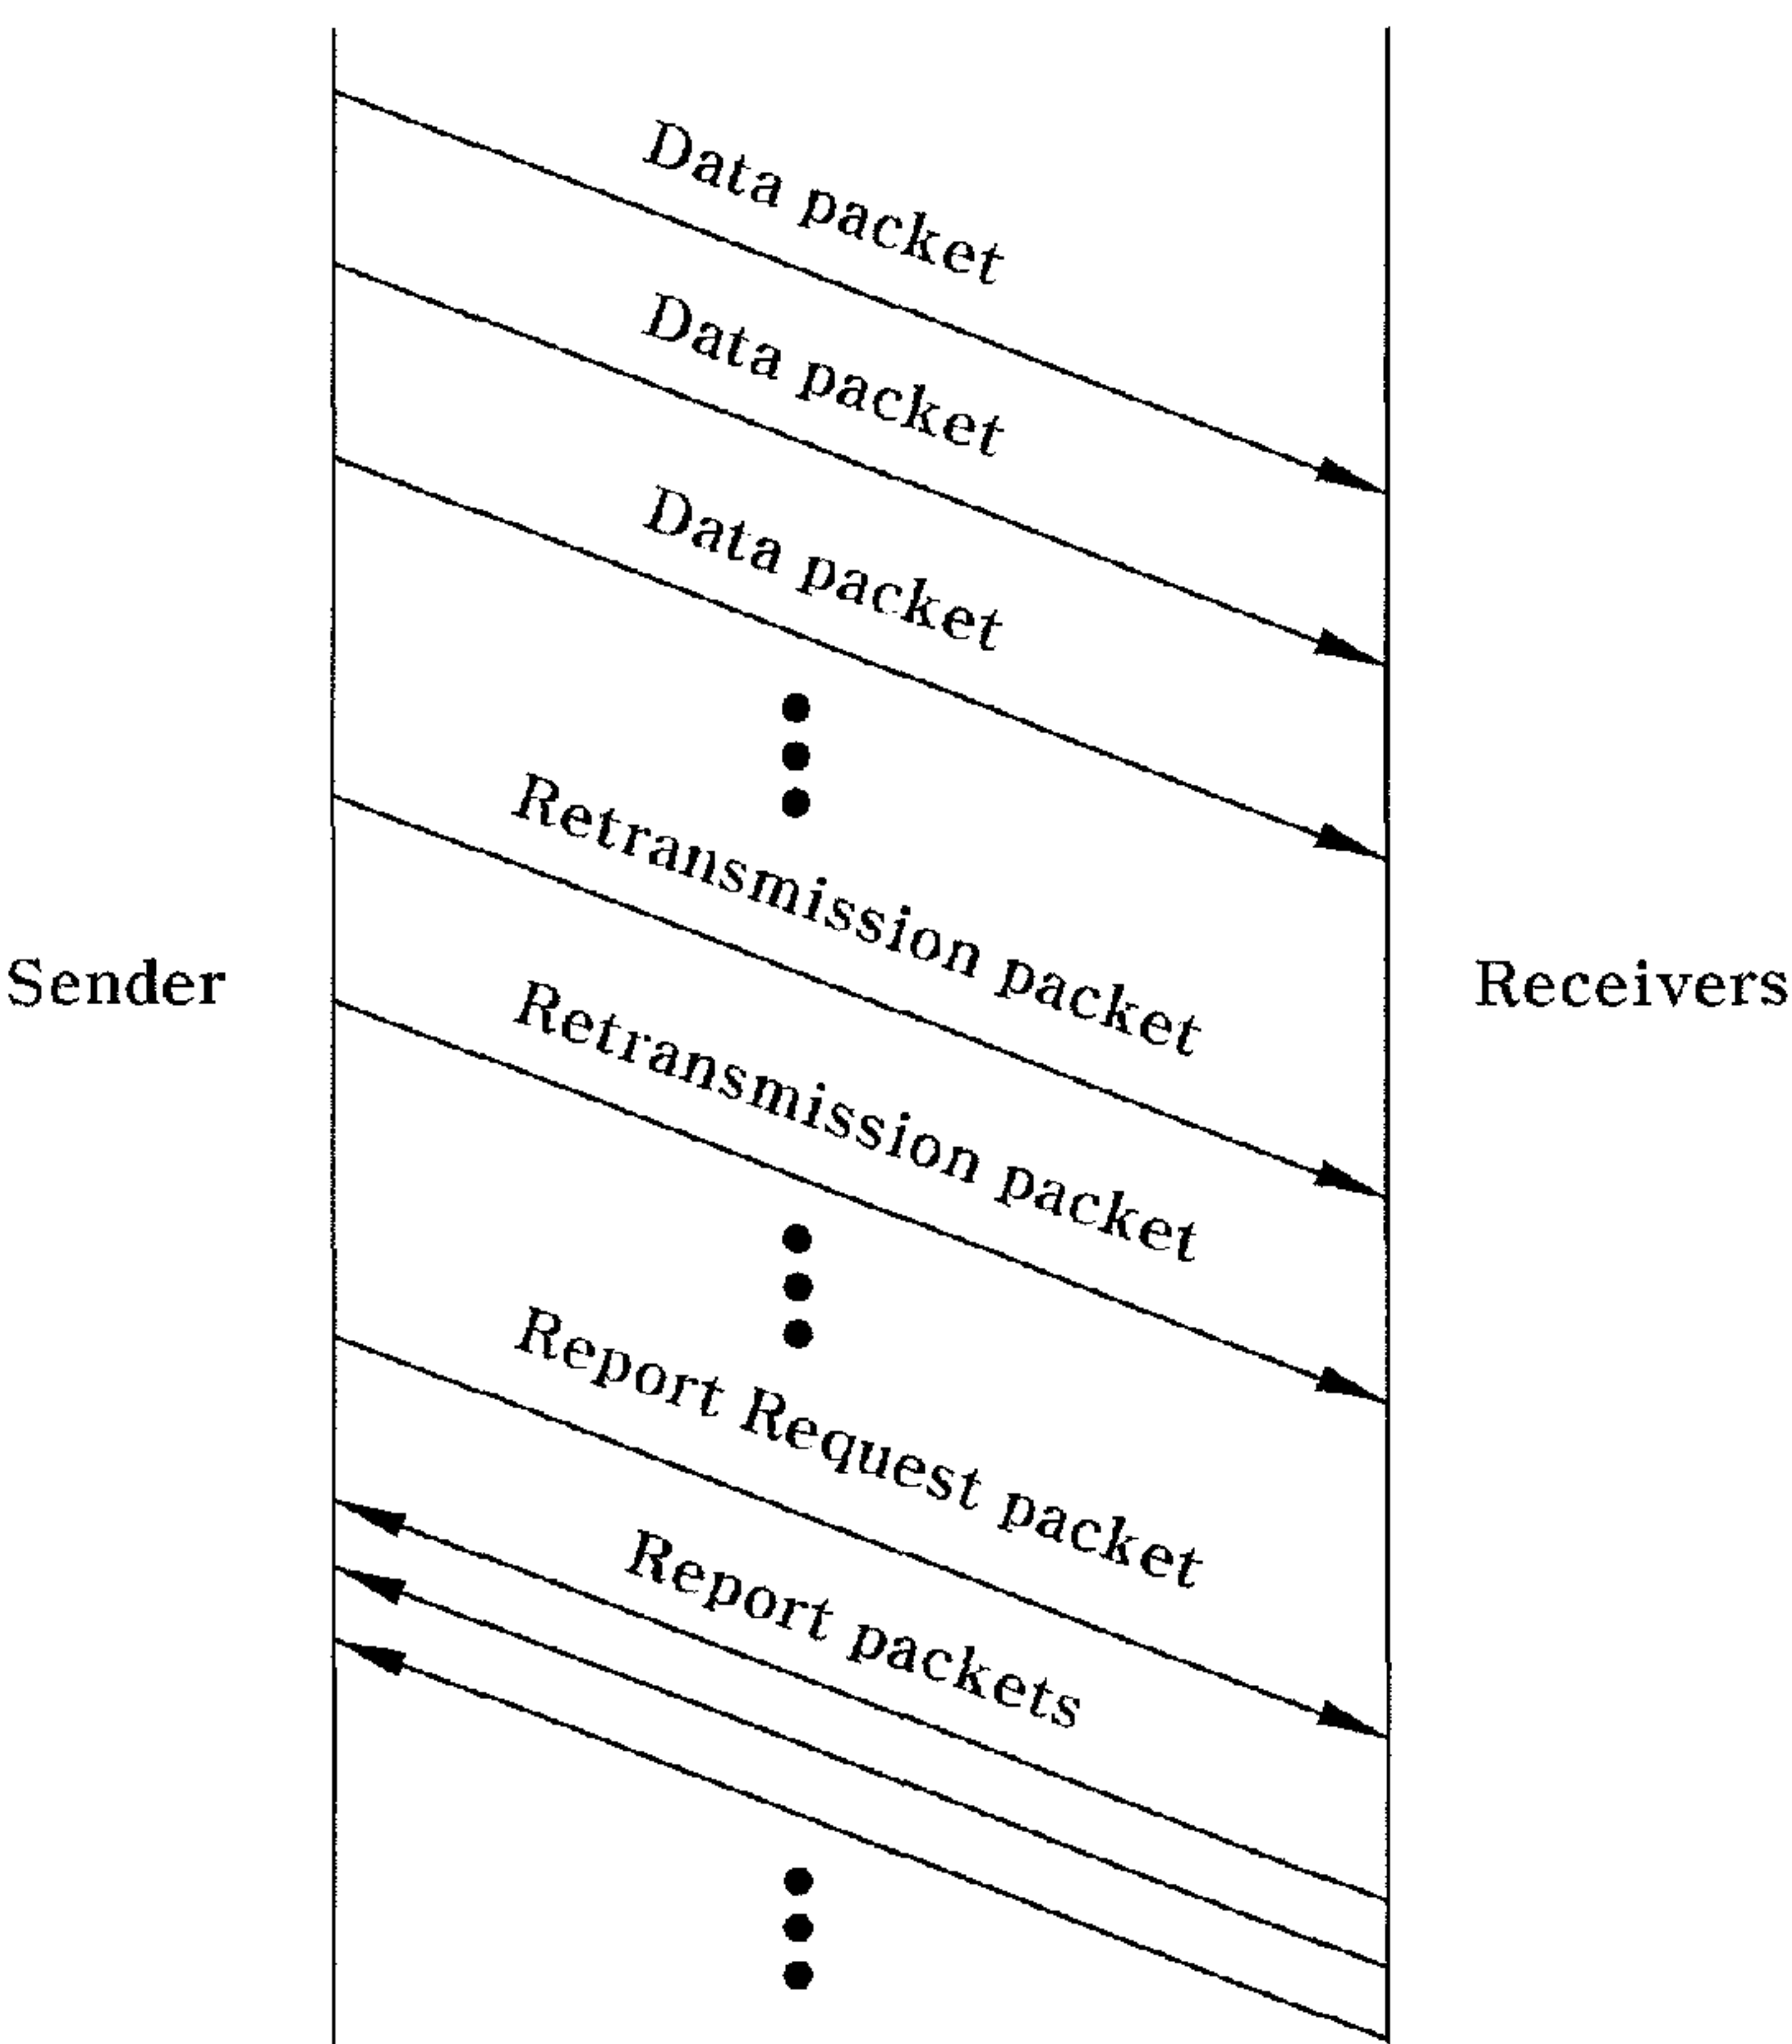 Data packet
Data packet
Data packet
Retransmission packet
Sender
Receivers
Retransmission packet
Report Request packet
Report packets